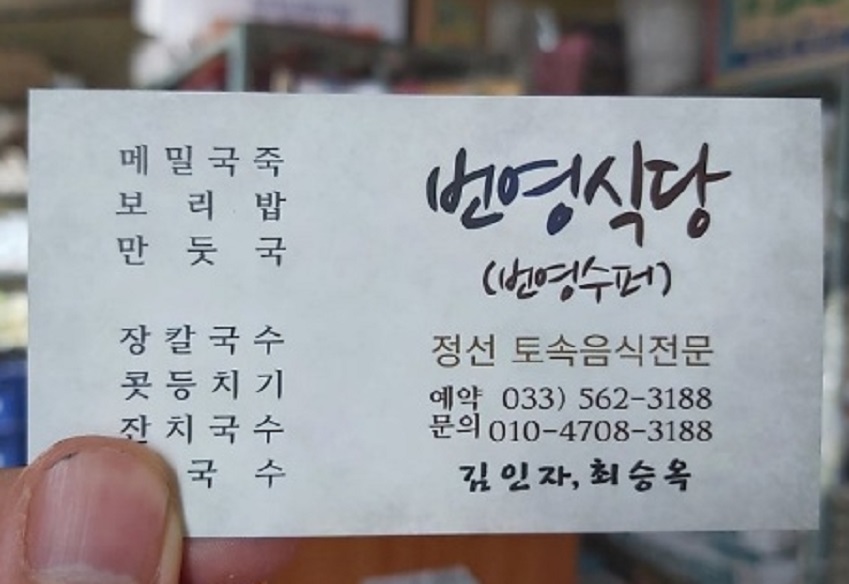 메밀국죽
보리밥
만둣국
장칼국수
콧등치기
잔치국수
국수
번영식당
(번영수퍼)
정선 토속음식전문
예약 033) 562-3188
문의 010-4708-3188
김인자, 최승옥